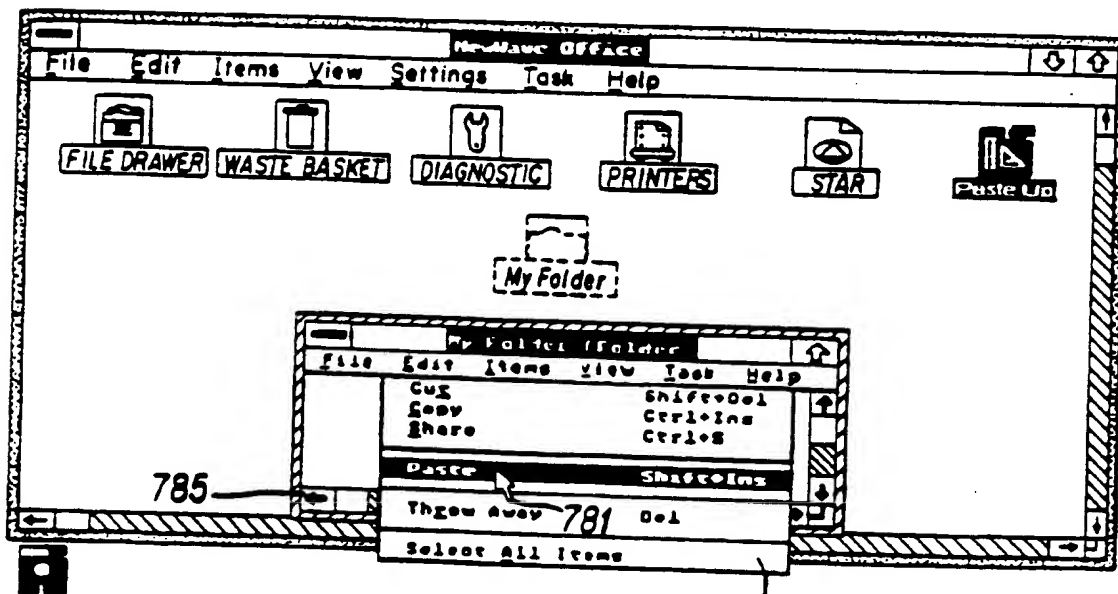 NewWave Office
File Edit Items View Settings Task Help
FILE DRAWER WASTE BASKET DIAGNOSTIC PRINTERS STAR Paste Up
My Folder
My Folder (Folder
File Edit Items View Task Help
Cut Shift+Del
Copy Ctrl+Ins
Share Ctrl+S
Paste Shift+Ins
785
Throw Away 781 Del
Select All Items